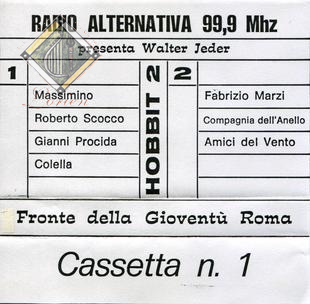 RADIO ALTERNATIVA 99,9 Mhz
presenta Walter Jeder
1
HOBBIT 2
2
Massimino
Roberto Scocco
Gianni Procida
Colella
Fabrizio Marzi
Compagnia dell'Anello
Amici del Vento
Fronte della Gioventù Roma
Cassetta n. 1